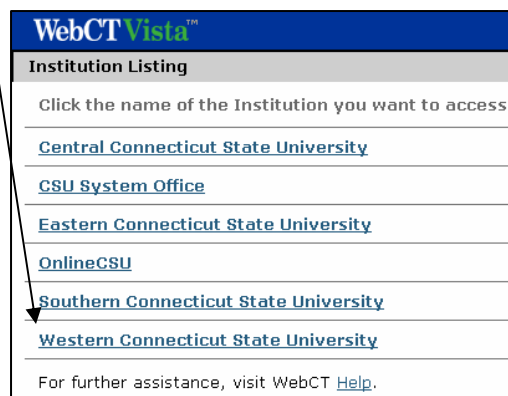 WebCT Vista™
Institution Listing
Click the name of the Institution you want to access
Central Connecticut State University
CSU System Office
Eastern Connecticut State University
OnlineCSU
Southern Connecticut State University
Western Connecticut State University
For further assistance, visit WebCT Help.